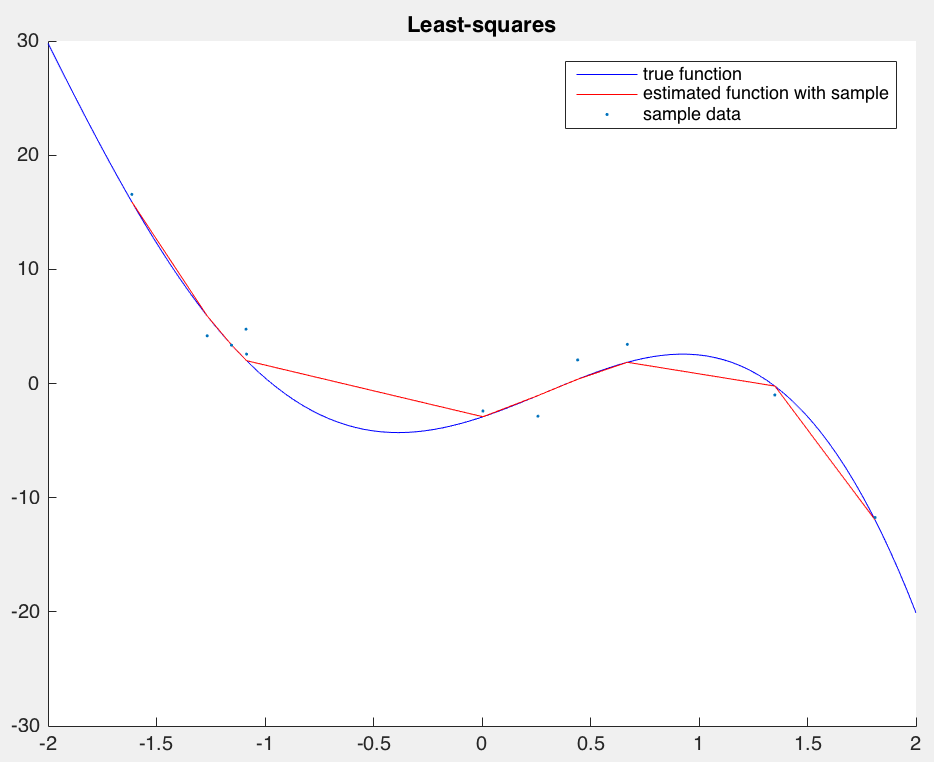 Least-squares
true function
estimated function with sample
sample data
30
20
10
0
-10
-20
-30
-2 -1.5 -1 -0.5 0 0.5 1 1.5 2